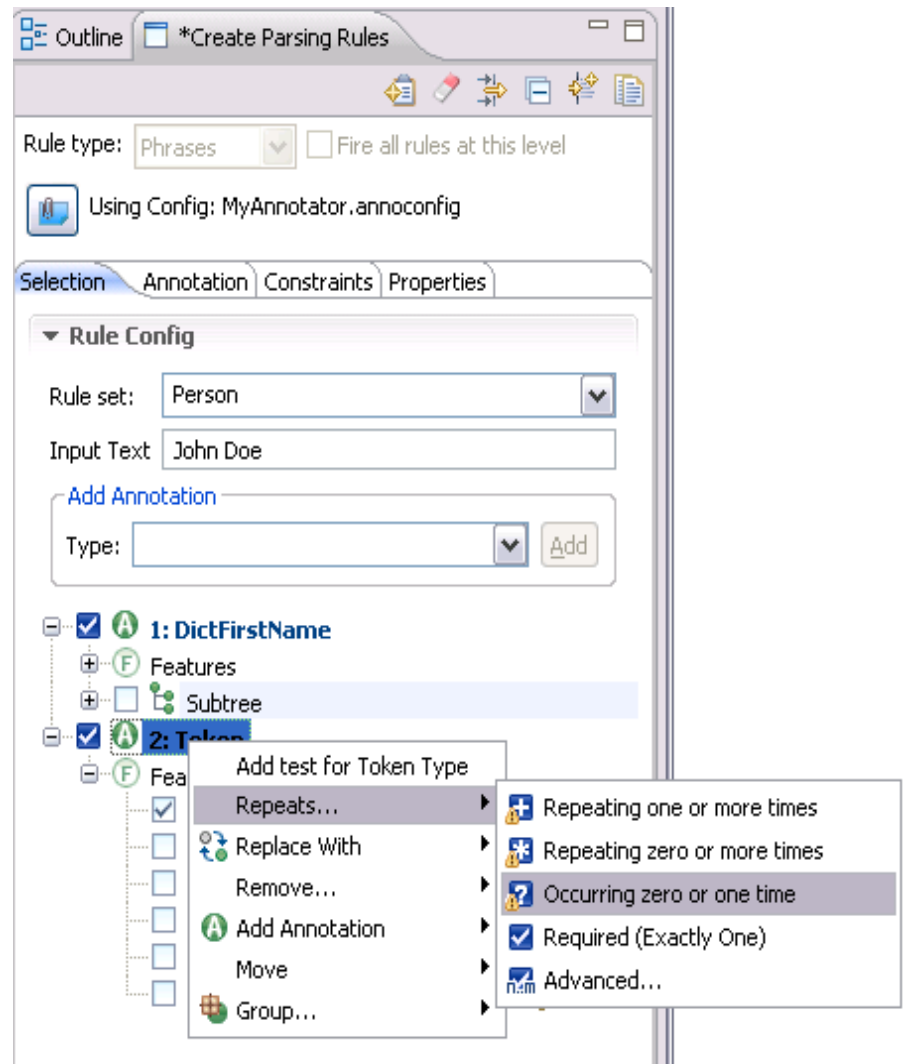 Outline *Create Parsing Rules
Rule type: Phrases Fire all rules at this level
Using Config: MyAnnotator.annoconfig
Selection Annotation Constraints Properties
Rule Config
Rule set: Person
Input Text John Doe
Add Annotation
Type: Add
A 1: DictFirstName
F Features
Subtree
A 2: Token
F Fea
Add test for Token Type
Repeats...
Replace With
Remove...
A Add Annotation
Move
Group...
+ Repeating one or more times
* Repeating zero or more times
? Occurring zero or one time
Required (Exactly One)
n:m Advanced...